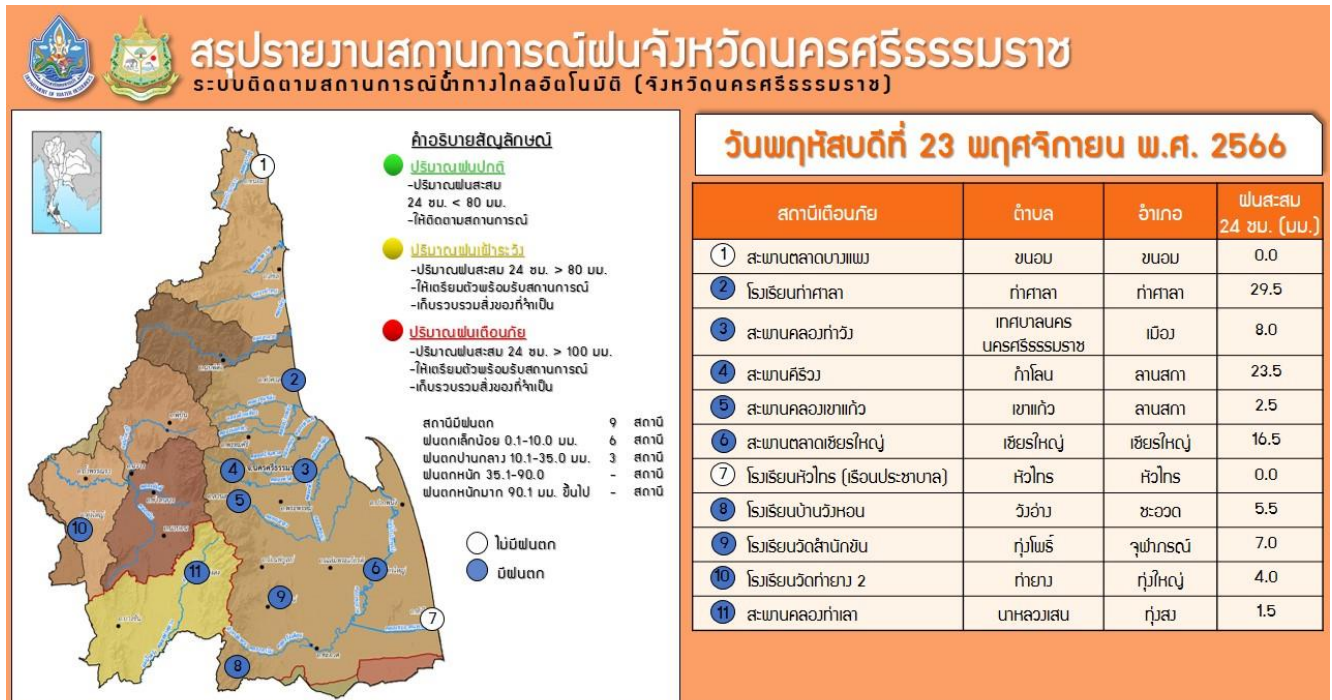 สรุปรายงานสถานการณ์ฝนจังหวัดนครศรีธรรมราช
ระบบติดตามสถานการณ์น้ำทางไกลอัตโนมัติ (จังหวัดนครศรีธรรมราช)
คำอธิบายสัญลักษณ์
ปริมาณฝนปกติ
-ปริมาณฝนสะสม
24 ชม. < 80 มม.
-ให้ติดตามสถานการณ์
ปริมาณฝนเฝ้าระวัง
-ปริมาณฝนสะสม 24 ชม. > 80 มม.
-ให้เตรียมตัวพร้อมรับสถานการณ์
-เก็บรวบรวมสิ่งของที่จำเป็น
ปริมาณฝนเตือนภัย
-ปริมาณฝนสะสม 24 ชม. > 100 มม.
-ให้เตรียมตัวพร้อมรับสถานการณ์
-เก็บรวบรวมสิ่งของที่จำเป็น
สถานีมีฝนตก 9 สถานี
ฝนตกเล็กน้อย 0.1-10.0 มม. 6 สถานี
ฝนตกปานกลาง 10.1-35.0 มม. 3 สถานี
ฝนตกหนัก 35.1-90.0 - สถานี
ฝนตกหนักมาก 90.1 มม. ขึ้นไป - สถานี
ไม่มีฝนตก
มีฝนตก
1
2
3
4
5
6
7
8
9
10
11
วันพฤหัสบดีที่ 23 พฤศจิกายน พ.ศ. 2566
สถานีเตือนภัย ตำบล อำเภอ ฝนสะสม
24 ชม. (มม.)
1 สะพานตลาดบางแพง ขนอม ขนอม 0.0
2 โรงเรียนท่าศาลา ท่าศาลา ท่าศาลา 29.5
3 สะพานคลองท่าวัง เทศบาลนคร
นครศรีธรรมราช เมือง 8.0
4 สะพานคีรีวง กำโลน ลานสกา 23.5
5 สะพานคลองเขาแก้ว เขาแก้ว ลานสกา 2.5
6 สะพานตลาดเชียรใหญ่ เชียรใหญ่ เชียรใหญ่ 16.5
7 โรงเรียนหัวไทร (เรือนประชาบาล) หัวไทร หัวไทร 0.0
8 โรงเรียนบ้านวังหอน วังอ่าง ชะอวด 5.5
9 โรงเรียนวัดสำนักขัน ทุ่งโพธิ์ จุฬาภรณ์ 7.0
10 โรงเรียนวัดท่ายาง 2 ท่ายาง ทุ่งใหญ่ 4.0
11 สะพานคลองท่าเลา นาหลวงเสน ทุ่งสง 1.5